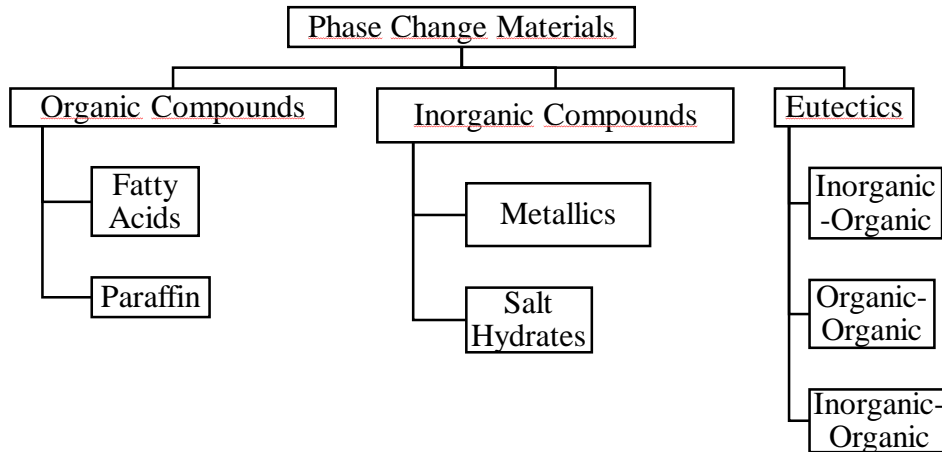 Phase Change Materials
Organic Compounds
Fatty
Acids
Paraffin
Inorganic Compounds
Metallics
Salt
Hydrates
Eutectics
Inorganic
-Organic
Organic-
Organic
Inorganic-
Organic